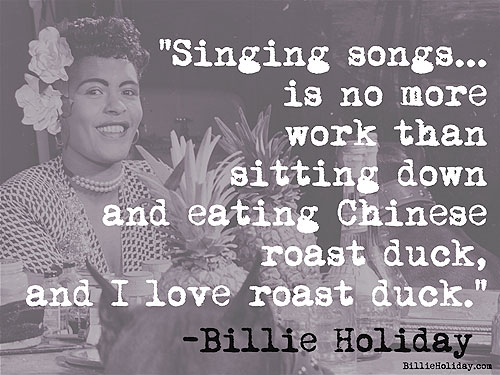 "Singing songs...
is no more
work than
sitting down
and eating Chinese
roast duck,
and I love roast duck."
-Billie Holiday
BillieHoliday.com